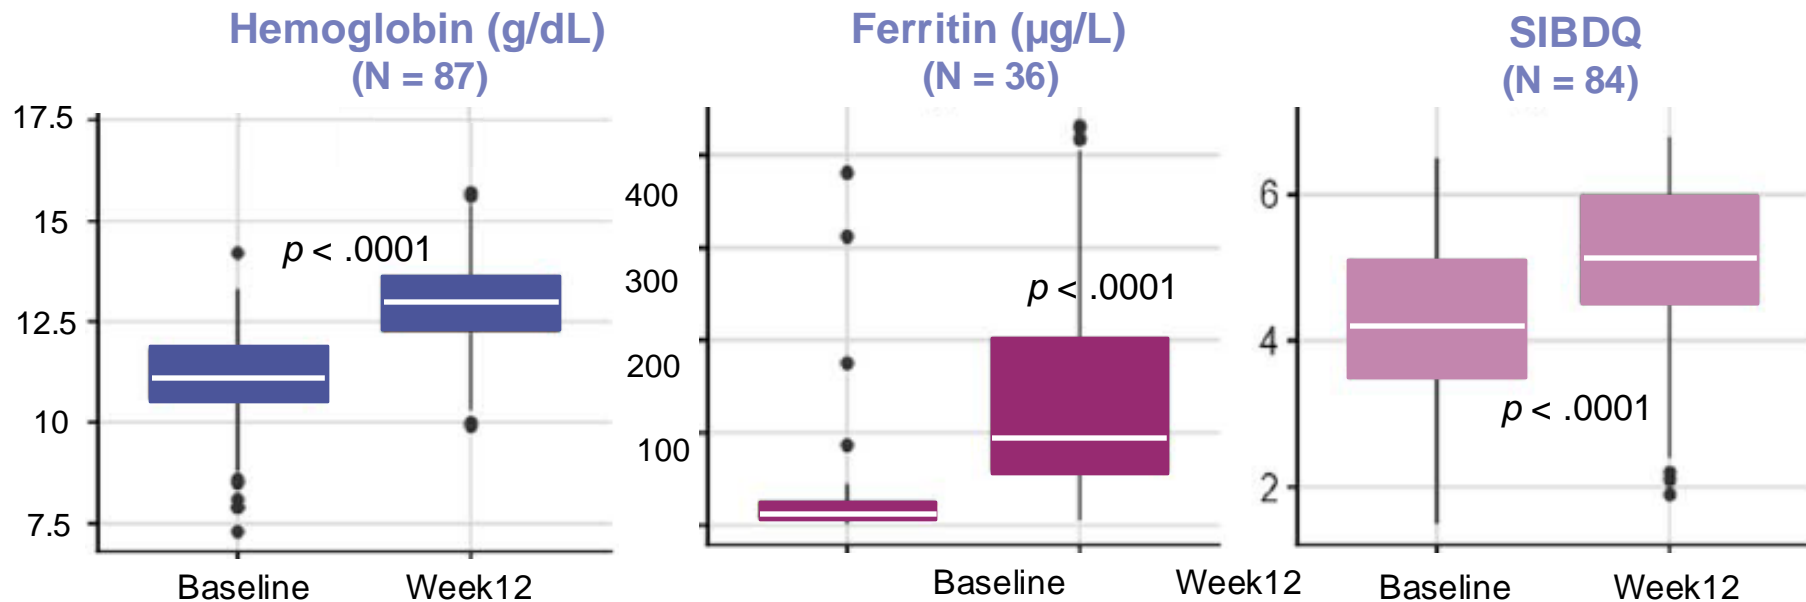 Hemoglobin (g/dL)
(N = 87)
17.5
15
12.5
10
7.5
p < .0001
Baseline Week12
Ferritin (µg/L)
(N = 36)
400
300
200
100
p < .0001
Baseline Week12
SIBDQ
(N = 84)
6
4
2
p < .0001
Baseline Week12